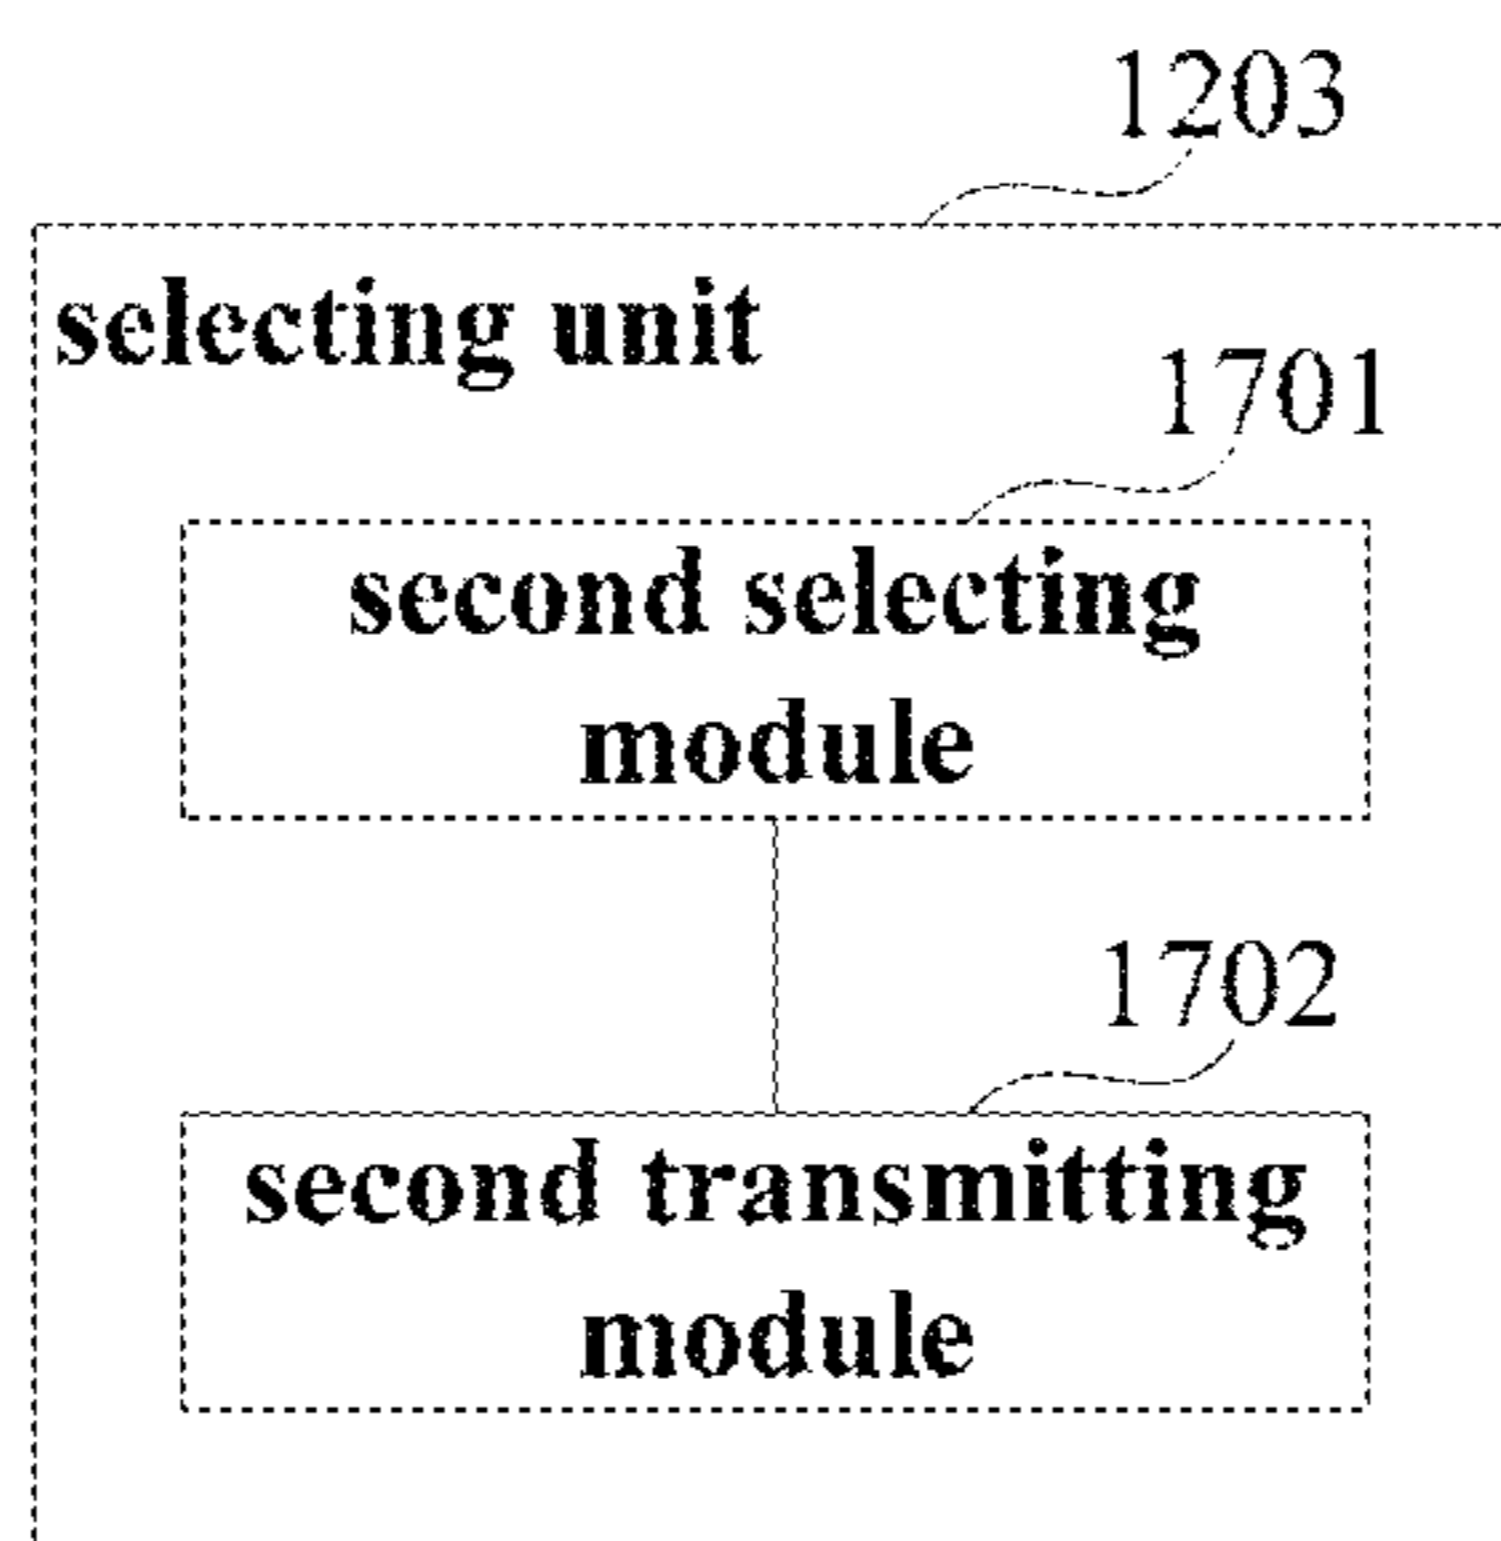 1203
selecting unit
1701
second selecting
module
1702
second transmitting
module